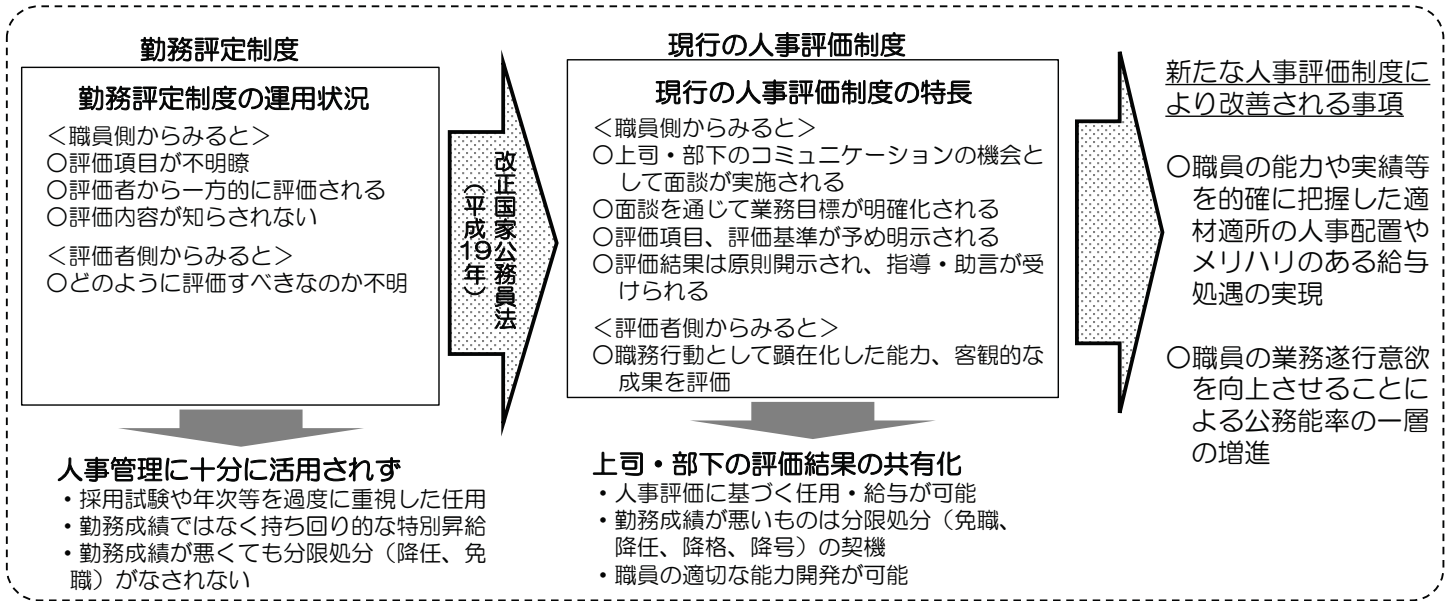 勤務評定制度
勤務評定制度の運用状況
＜職員側からみると＞
○評価項目が不明瞭
○評価者から一方的に評価される
○評価内容が知らされない
＜評価者側からみると＞
○どのように評価すべきなのか不明
人事管理に十分に活用されず
・採用試験や年次等を過度に重視した任用
・勤務成績ではなく持ち回り的な特別昇給
・勤務成績が悪くても分限処分（降任、免
職）がなされない
改正国家公務員法
（平成19年）
現行の人事評価制度
現行の人事評価制度の特長
＜職員側からみると＞
○上司・部下のコミュニケーションの機会と
して面談が実施される
○面談を通じて業務目標が明確化される
○評価項目、評価基準が予め明示される
○評価結果は原則開示され、指導・助言が受
けられる
＜評価者側からみると＞
○職務行動として顕在化した能力、客観的な
成果を評価
上司・部下の評価結果の共有化
・人事評価に基づく任用・給与が可能
・勤務成績が悪いものは分限処分（免職、
降任、降格、降号）の契機
・職員の適切な能力開発が可能
新たな人事評価制度に
より改善される事項
○職員の能力や実績等
を的確に把握した適
材適所の人事配置や
メリハリのある給与
処遇の実現
○職員の業務遂行意欲
を向上させることに
よる公務能率の一層
の増進